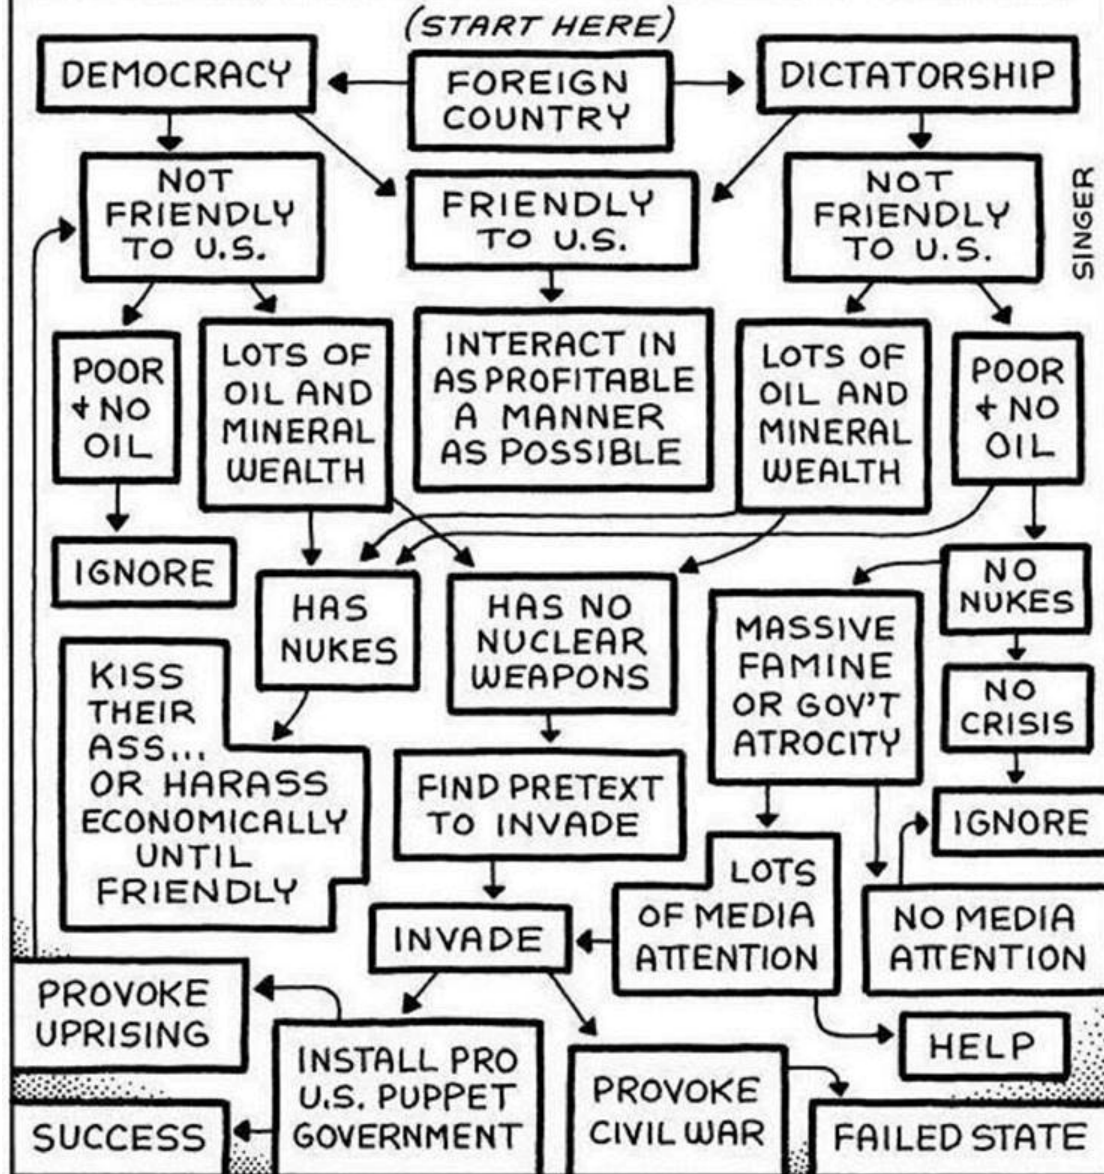 (START HERE)
DEMOCRACY
FOREIGN
COUNTRY
DICTATORSHIP
NOT
FRIENDLY
TO U.S.
FRIENDLY
TO U.S.
NOT
FRIENDLY
TO U.S.
SINGER
POOR
& NO
OIL
LOTS OF
OIL AND
MINERAL
WEALTH
INTERACT IN
AS PROFITABLE
A MANNER
AS POSSIBLE
LOTS OF
OIL AND
MINERAL
WEALTH
POOR
& NO
OIL
IGNORE
HAS
NUKES
HAS NO
NUCLEAR
WEAPONS
MASSIVE
FAMINE
OR GOV'T
ATROCITY
NO
NUKES
KISS
THEIR
ASS...
OR HARASS
ECONOMICALLY
UNTIL
FRIENDLY
FIND PRETEXT
TO INVADE
NO
CRISIS
IGNORE
INVADE
LOTS
OF MEDIA
ATTENTION
NO MEDIA
ATTENTION
PROVOKE
UPRISING
INSTALL PRO
U.S. PUPPET
GOVERNMENT
PROVOKE
CIVIL WAR
HELP
SUCCESS
FAILED STATE